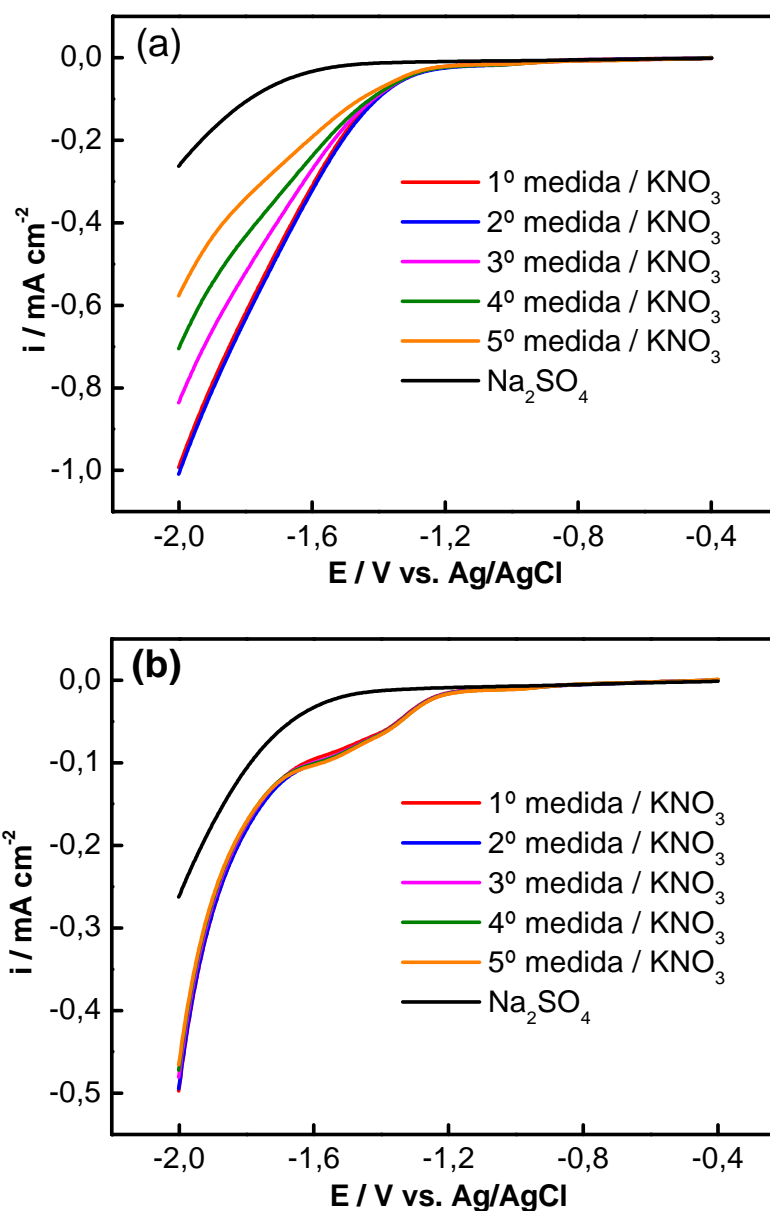 (a)
0,0
-0,2
-0,4
-0,6
-0,8
-1,0
i / mA cm⁻²
1º medida / KNO₃
2º medida / KNO₃
3º medida / KNO₃
4º medida / KNO₃
5º medida / KNO₃
Na₂SO₄
-2,0 -1,6 -1,2 -0,8 -0,4
E / V vs. Ag/AgCl
(b)
0,0
-0,1
-0,2
-0,3
-0,4
-0,5
i / mA cm⁻²
1º medida / KNO₃
2º medida / KNO₃
3º medida / KNO₃
4º medida / KNO₃
5º medida / KNO₃
Na₂SO₄
-2,0 -1,6 -1,2 -0,8 -0,4
E / V vs. Ag/AgCl